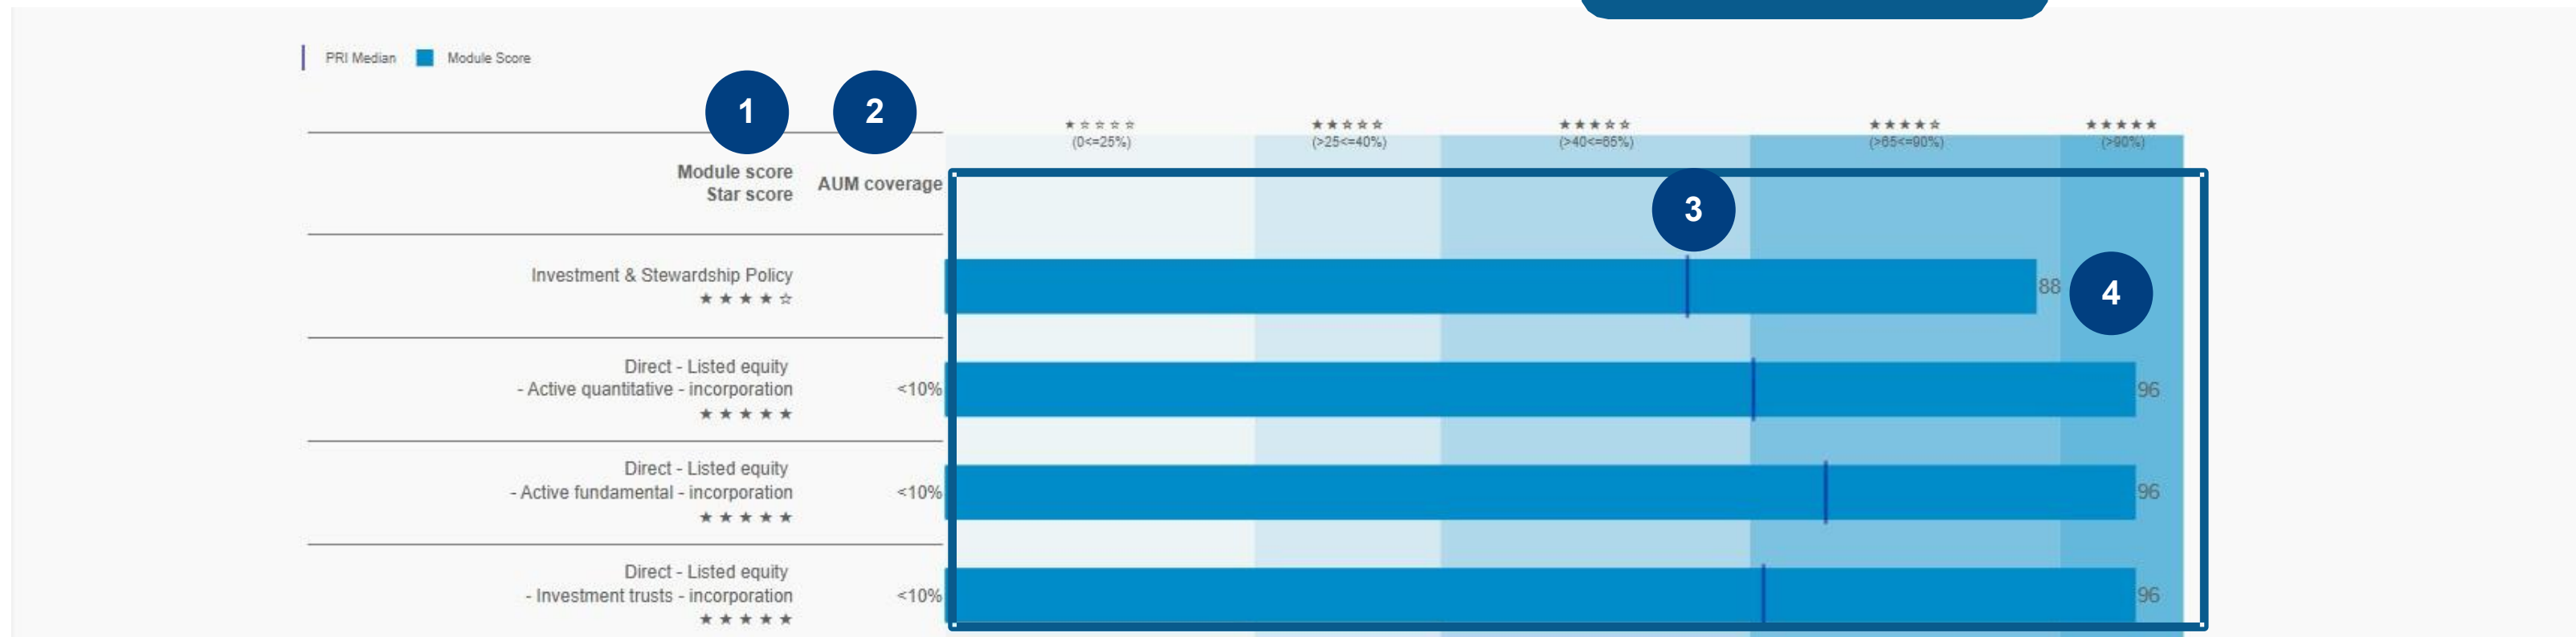 PRI Median Module Score
1 2
★☆☆☆☆ ★★☆☆☆ ★★★☆☆ ★★★★☆ ★★★★★
(0<=25%) (>25<=40%) (>40<=65%) (>65<=90%) (>90%)
Module score
Star score
AUM coverage
3
Investment & Stewardship Policy
★★★★☆
88
4
Direct - Listed equity
- Active quantitative - incorporation
★★★★★
<10%
96
Direct - Listed equity
- Active fundamental - incorporation
★★★★★
<10%
96
Direct - Listed equity
- Investment trusts - incorporation
★★★★★
<10%
96